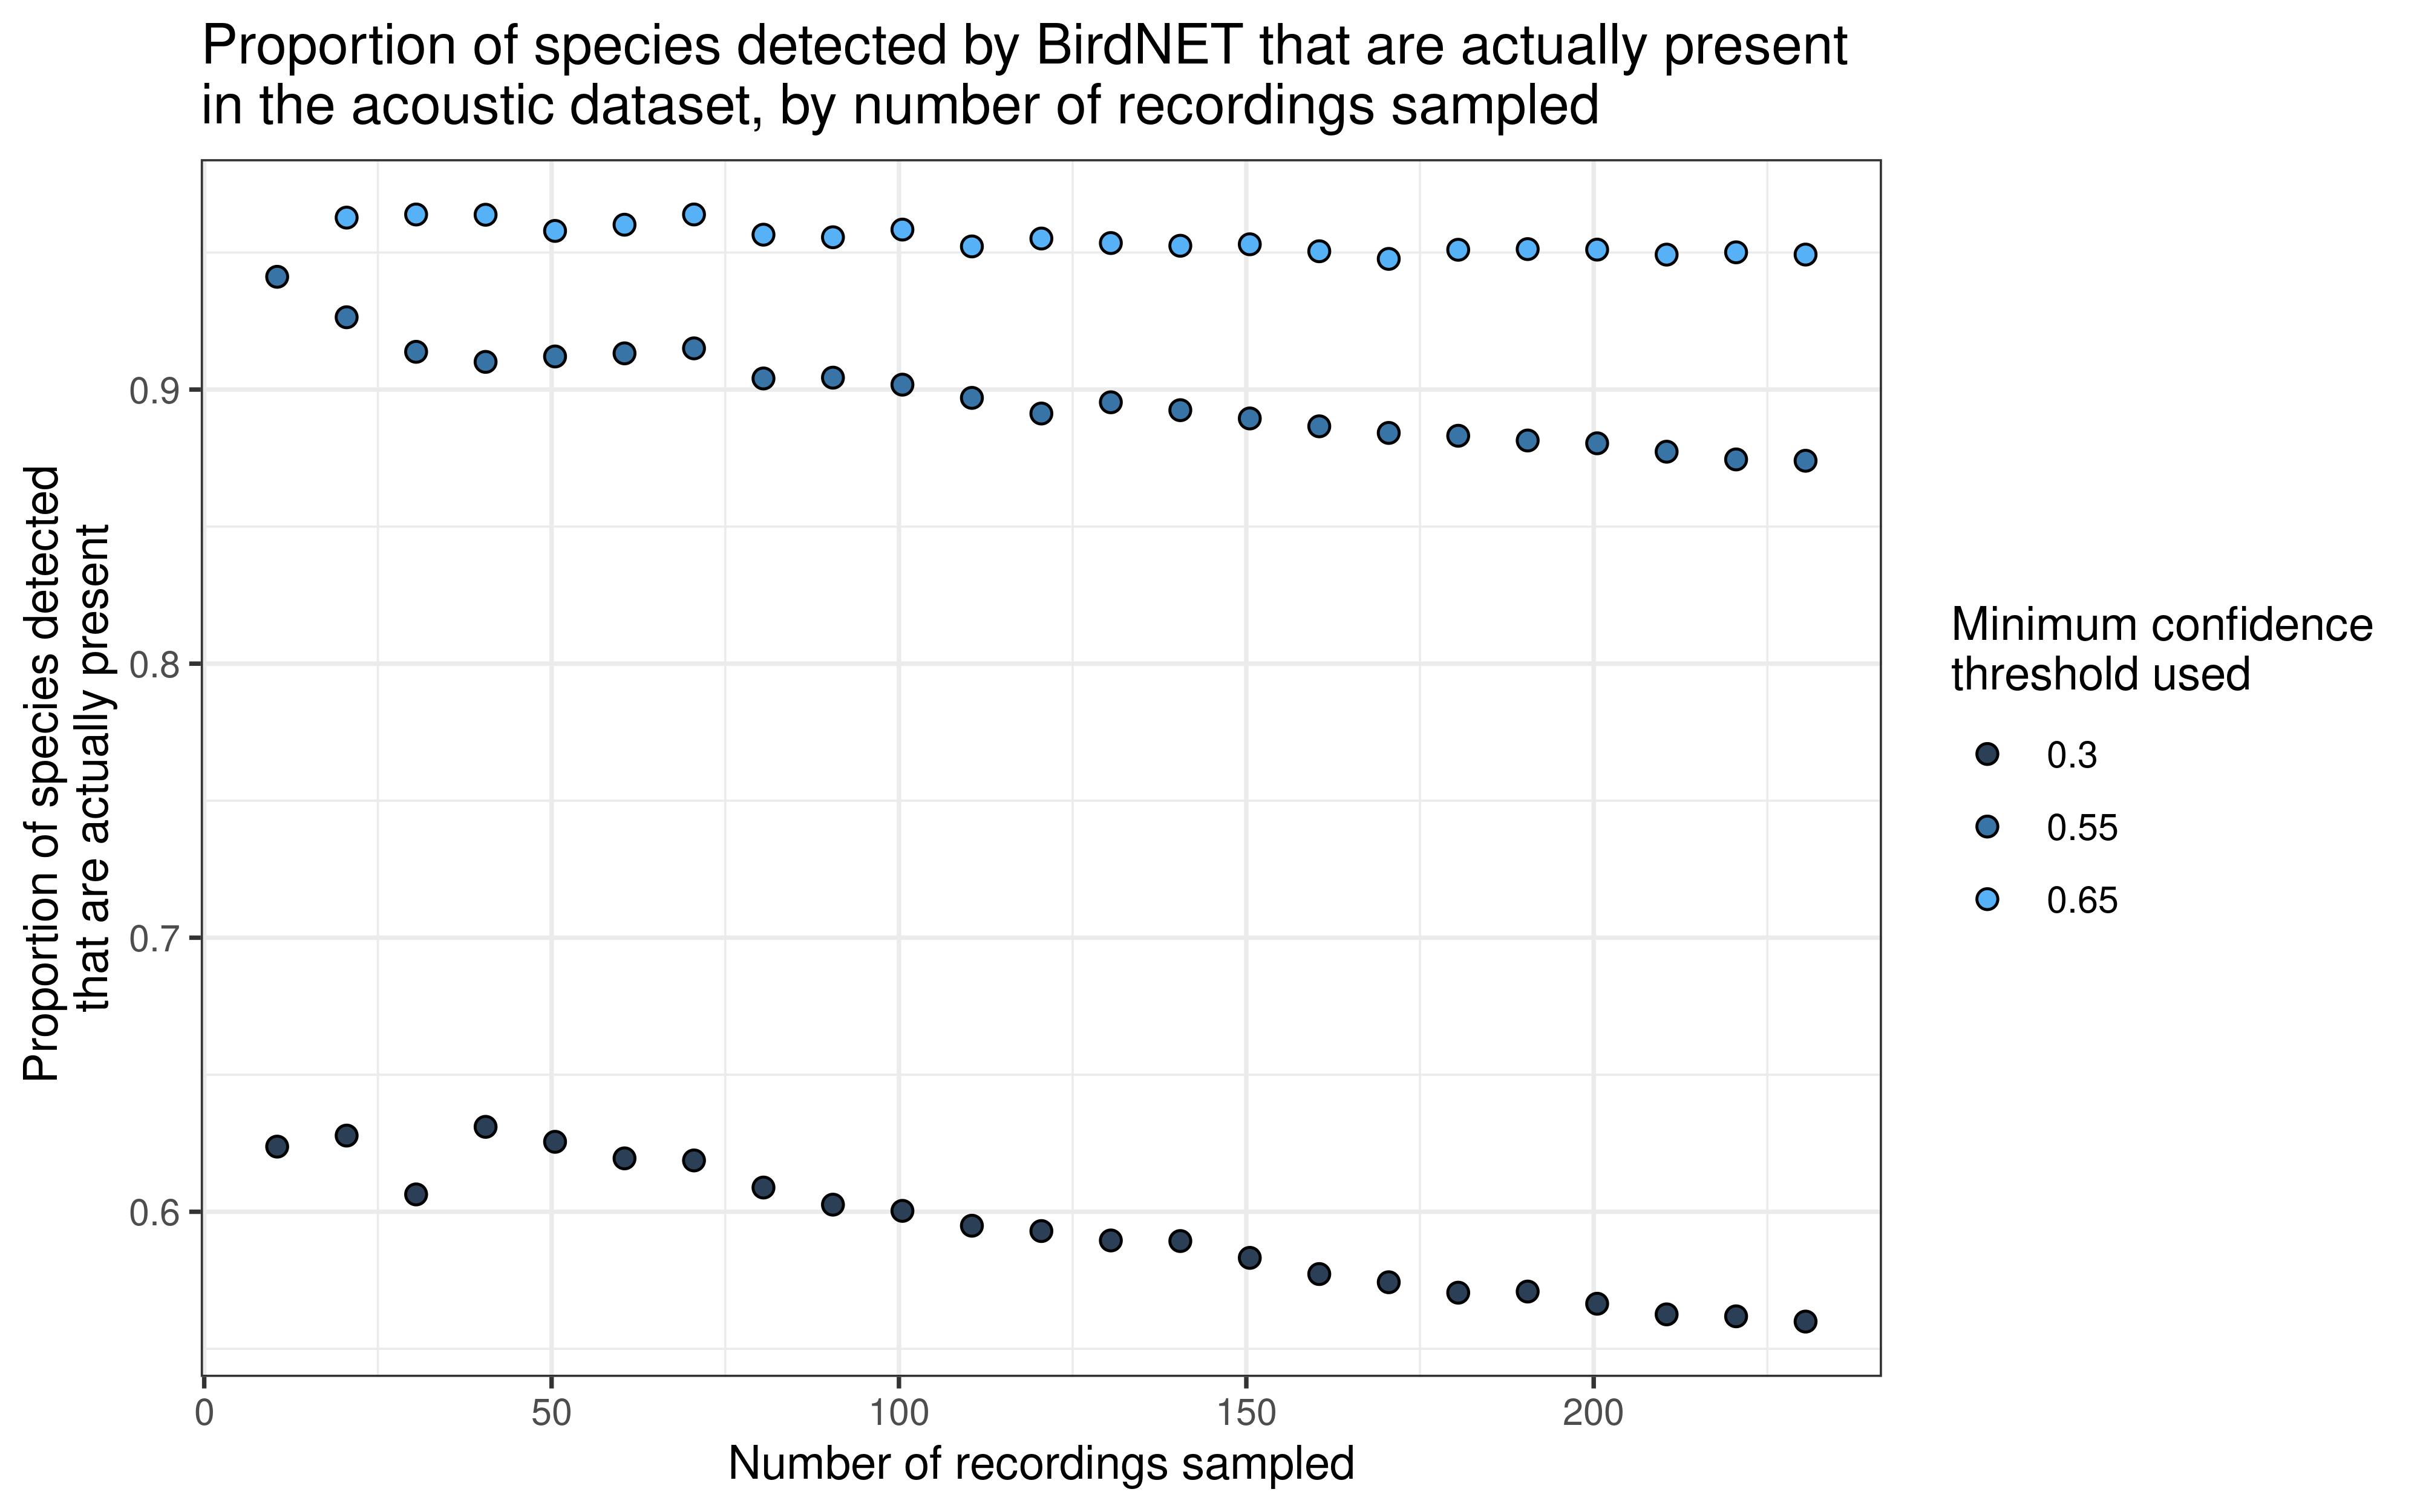 Proportion of species detected by BirdNET that are actually present
in the acoustic dataset, by number of recordings sampled
Proportion of species detected
that are actually present
0.9
0.8
0.7
0.6
0
50
100
150
200
Number of recordings sampled
Minimum confidence
threshold used
0.3
0.55
0.65